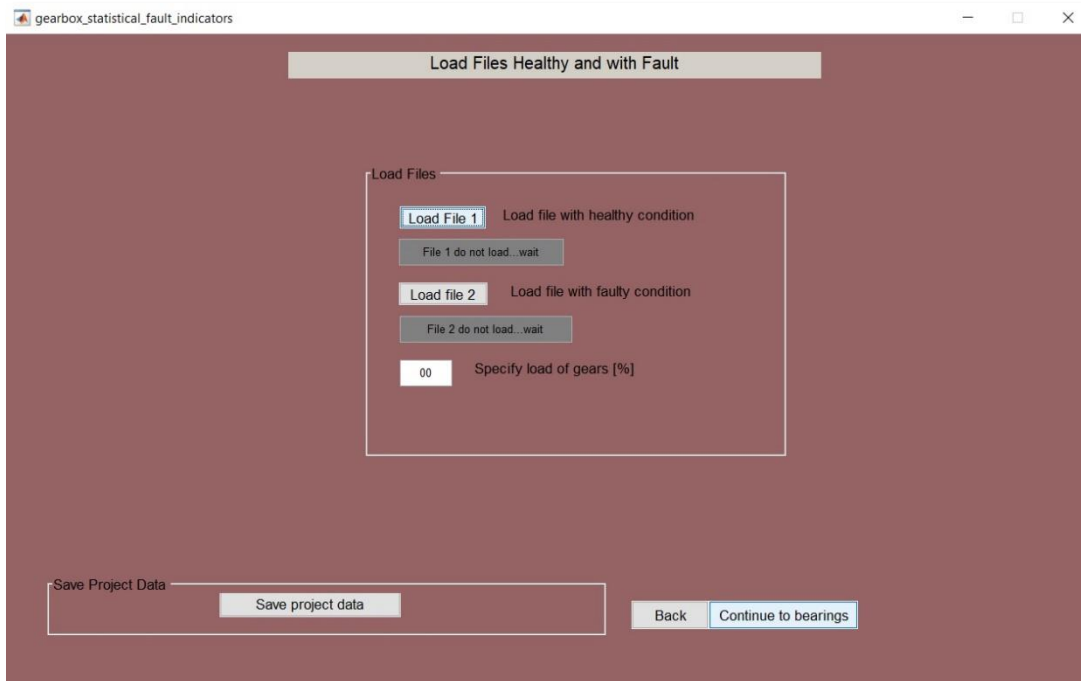 gearbox_statistical_fault_indicators
Load Files Healthy and with Fault
Load Files
Load File 1 Load file with healthy condition
File 1 do not load...wait
Load file 2 Load file with faulty condition
File 2 do not load...wait
00 Specify load of gears [%]
Save Project Data
Save project data
Back Continue to bearings